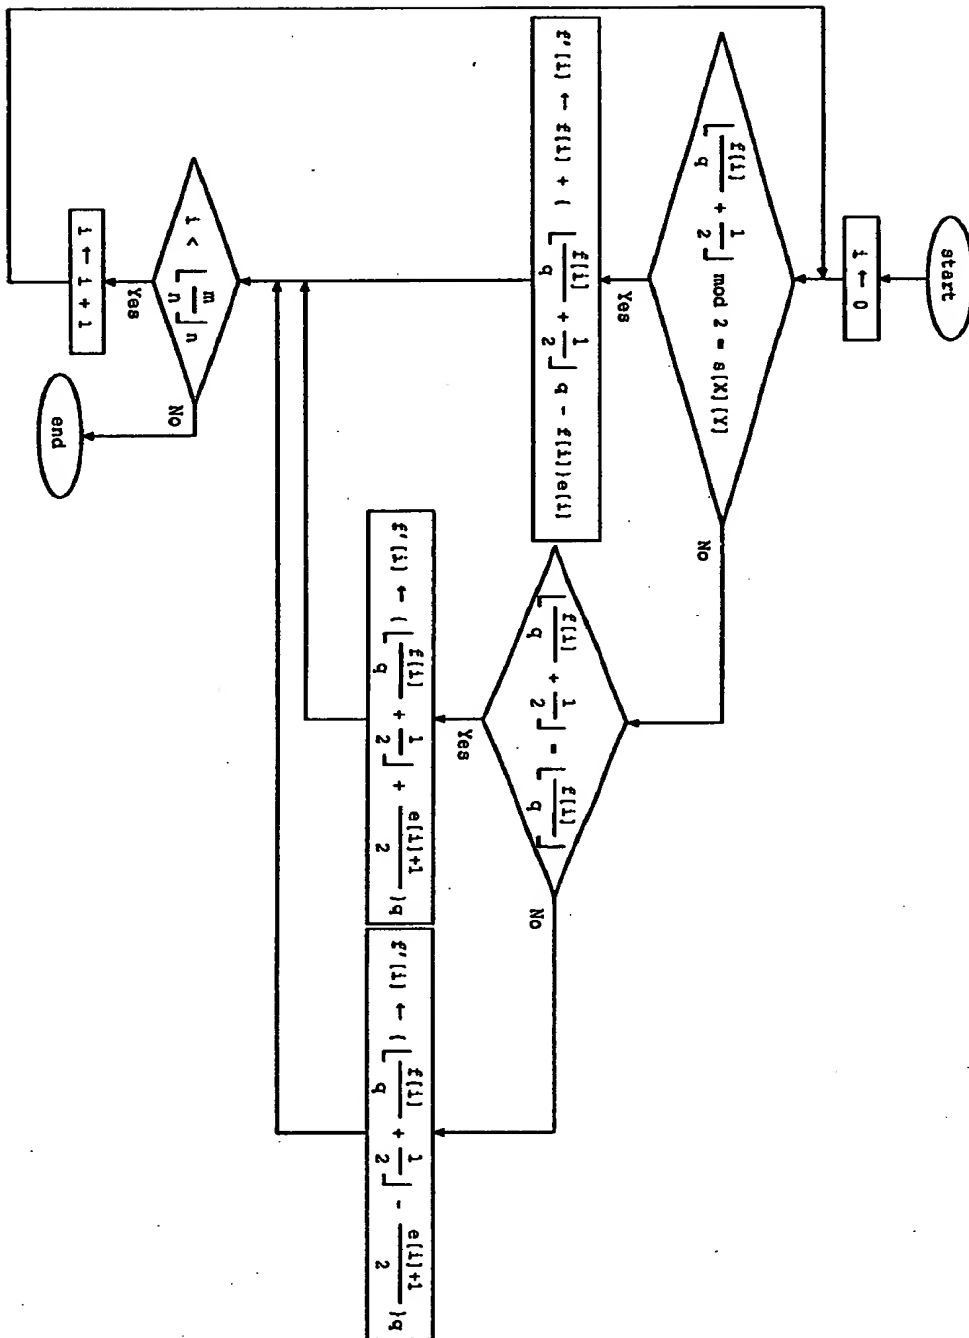 start
i ← 0
⌊ f[i]/q + 1/2 ⌋ mod 2 = s[X][Y]
Yes
No
f'[i] ← f[i] + ( ⌊ f[i]/q + 1/2 ⌋ q - f[i])e[i]
⌊ f[i]/q + 1/2 ⌋ = ⌊ f[i]/q ⌋
Yes
No
f'[i] ← ( ⌊ f[i]/q + 1/2 ⌋ + e[i]+1/2 )q
f'[i] ← ( ⌊ f[i]/q + 1/2 ⌋ - e[i]+1/2 )q
i < ⌊ m/n ⌋ n
Yes
No
i ← i + 1
end